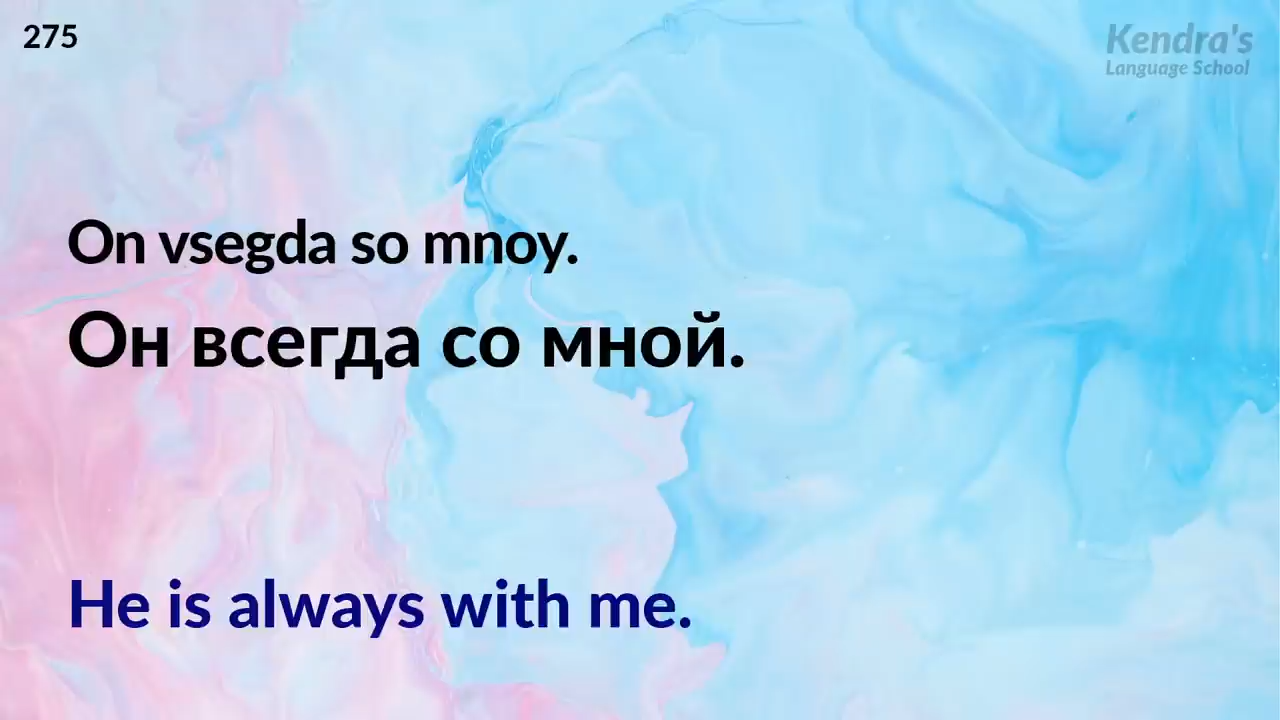 275
Kendra's
Language School
On vsegda so mnoy.
Он всегда со мной.
He is always with me.